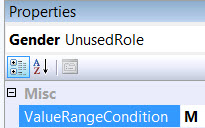 Properties
Gender UnusedRole
Misc
ValueRangeCondition M